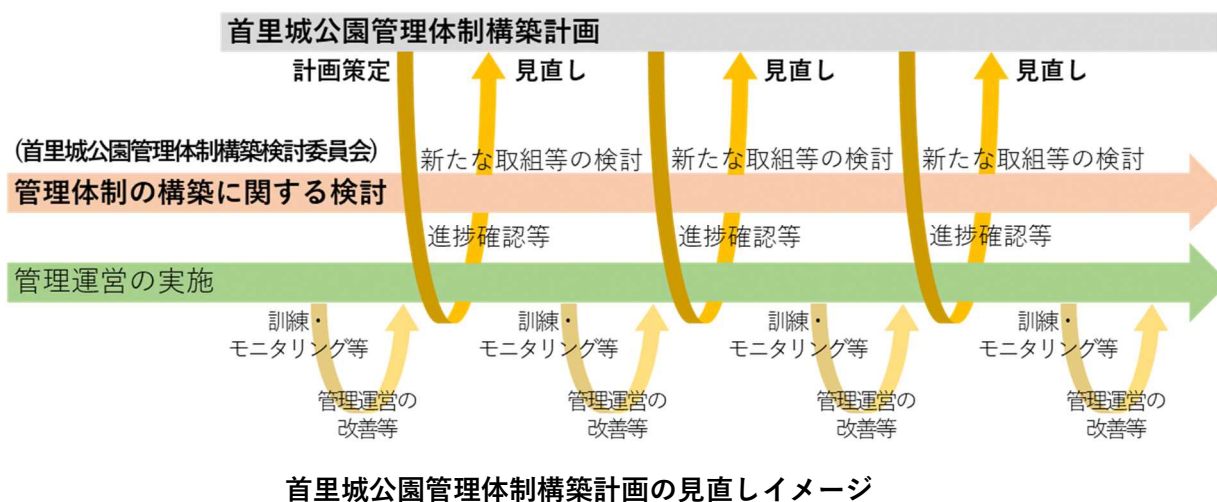 首里城公園管理体制構築計画
計画策定
見直し
見直し
見直し
(首里城公園管理体制構築検討委員会)
新たな取組等の検討
新たな取組等の検討
新たな取組等の検討
管理体制の構築に関する検討
進捗確認等
進捗確認等
進捗確認等
管理運営の実施
訓練・
モニタリング等
訓練・
モニタリング等
訓練・
モニタリング等
訓練・
モニタリング等
管理運営の
改善等
管理運営の
改善等
管理運営の
改善等
管理運営の
改善等
首里城公園管理体制構築計画の見直しイメージ